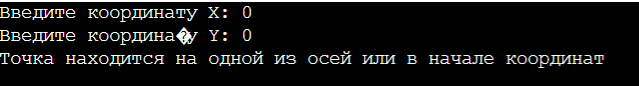 Введите координату X: 0
Введите координа�у Y: 0
Точка находится на одной из осей или в начале координат